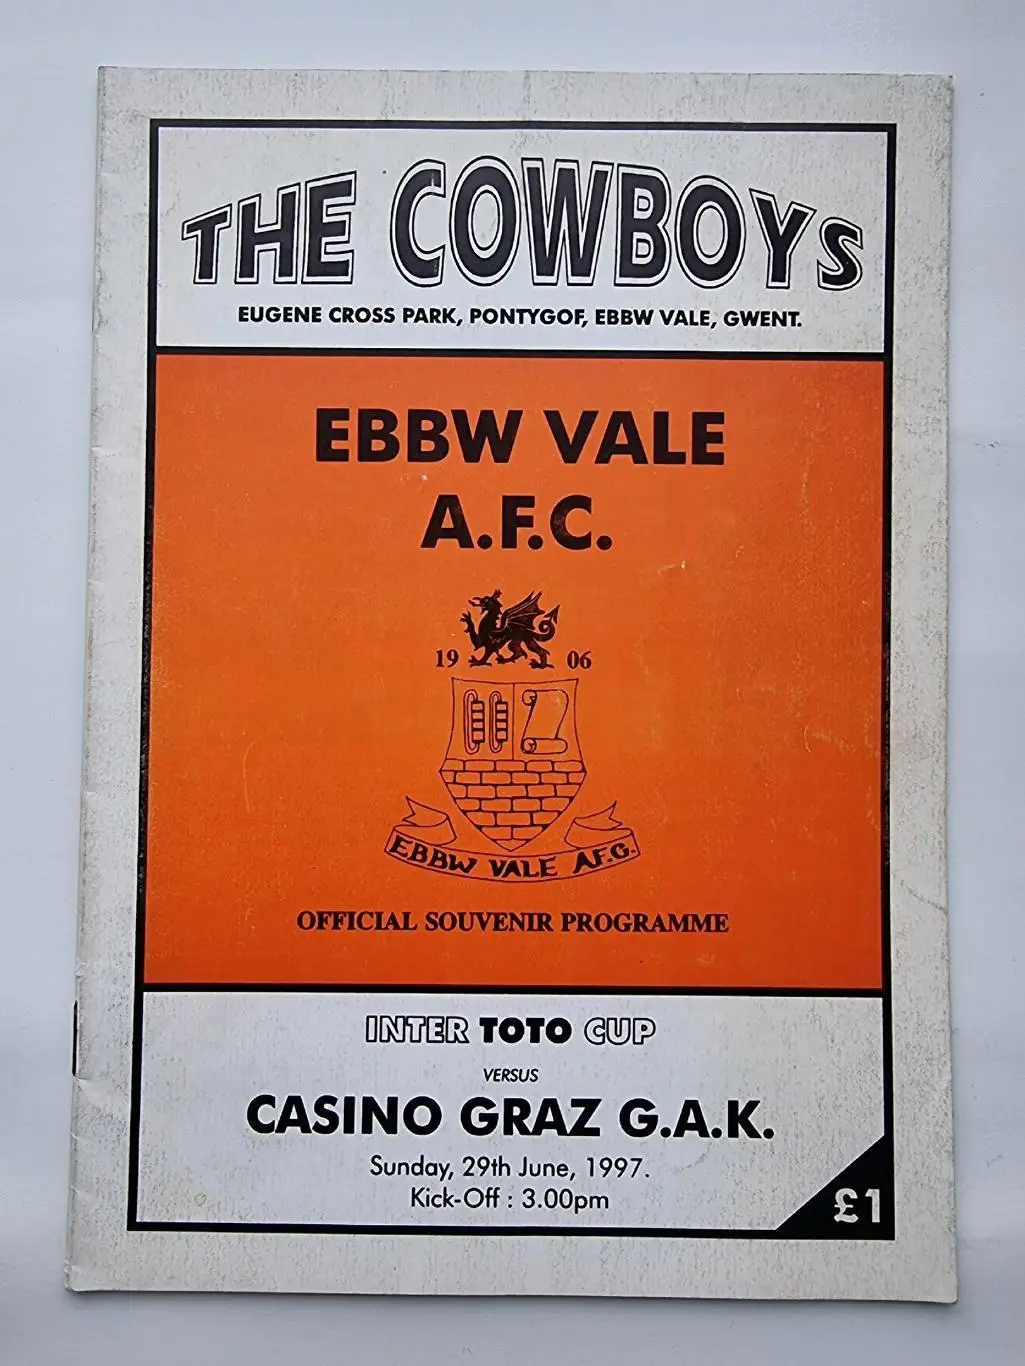 THE COWBOYS
EUGENE CROSS PARK, PONTYGOF, EBBW VALE, GWENT.
EBBW VALE
A.F.C.
19 06
EBBW VALE A.F.C.
OFFICIAL SOUVENIR PROGRAMME
INTER TOTO CUP
VERSUS
CASINO GRAZ G.A.K.
Sunday, 29th June, 1997.
Kick-Off : 3.00pm
£1